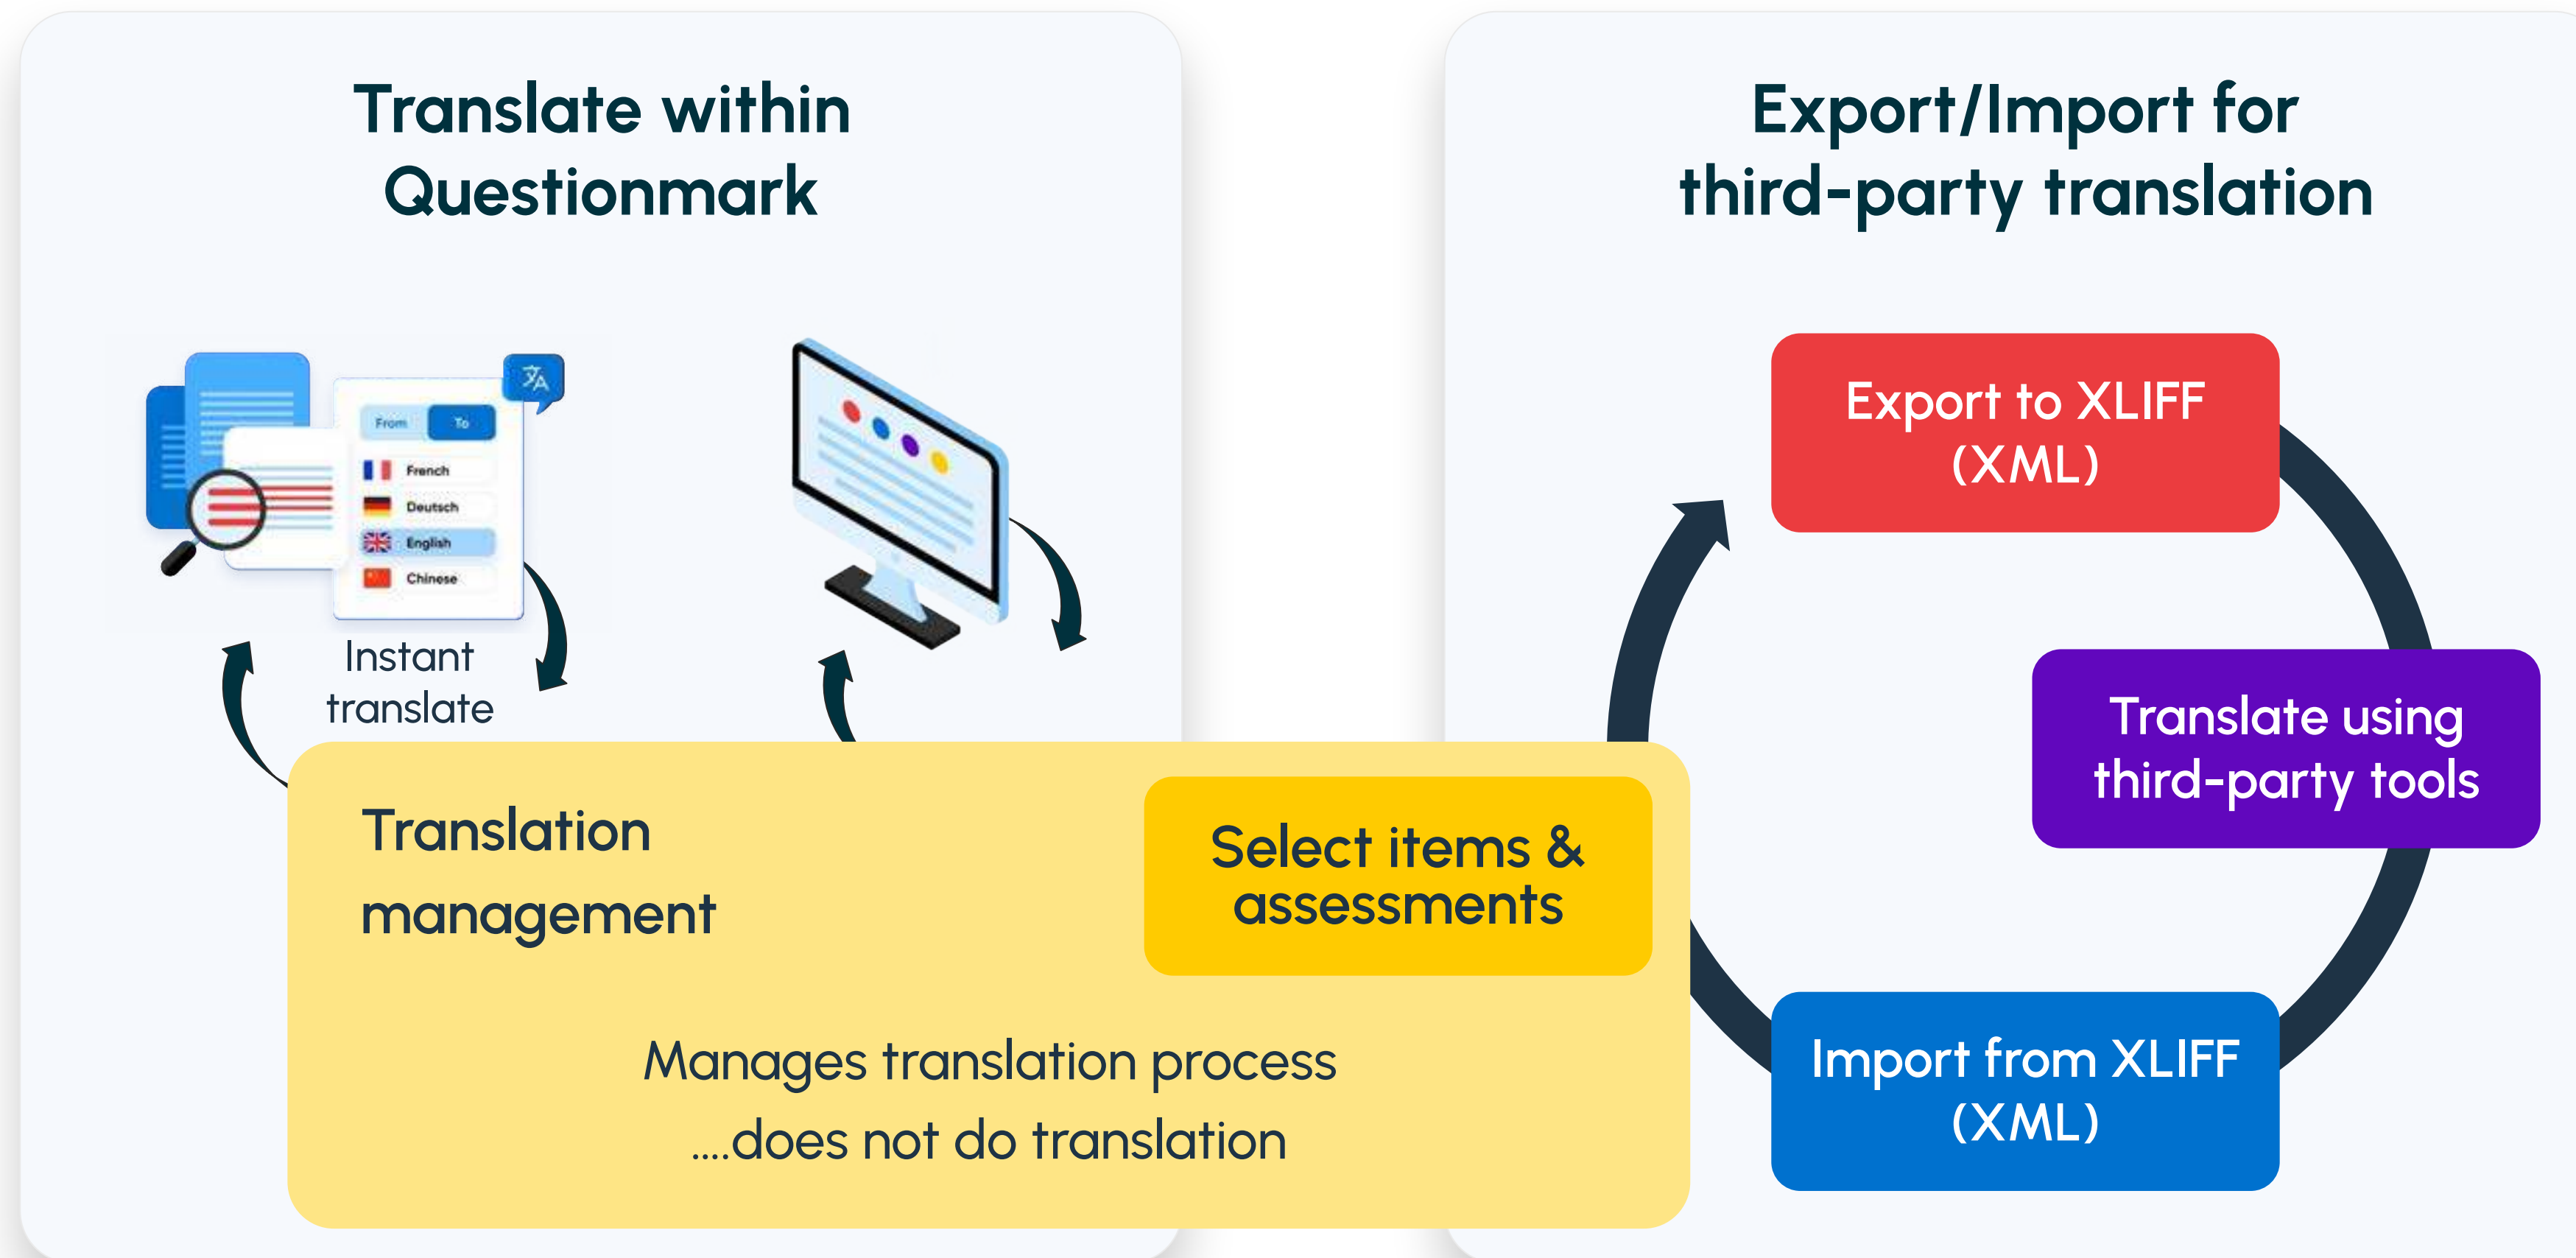 Translate within
Questionmark
文A
From To
French
Deutsch
English
Chinese
Instant
translate
Translation
management
Select items &
assessments
Manages translation process
....does not do translation
Export/Import for
third-party translation
Export to XLIFF
(XML)
Translate using
third-party tools
Import from XLIFF
(XML)